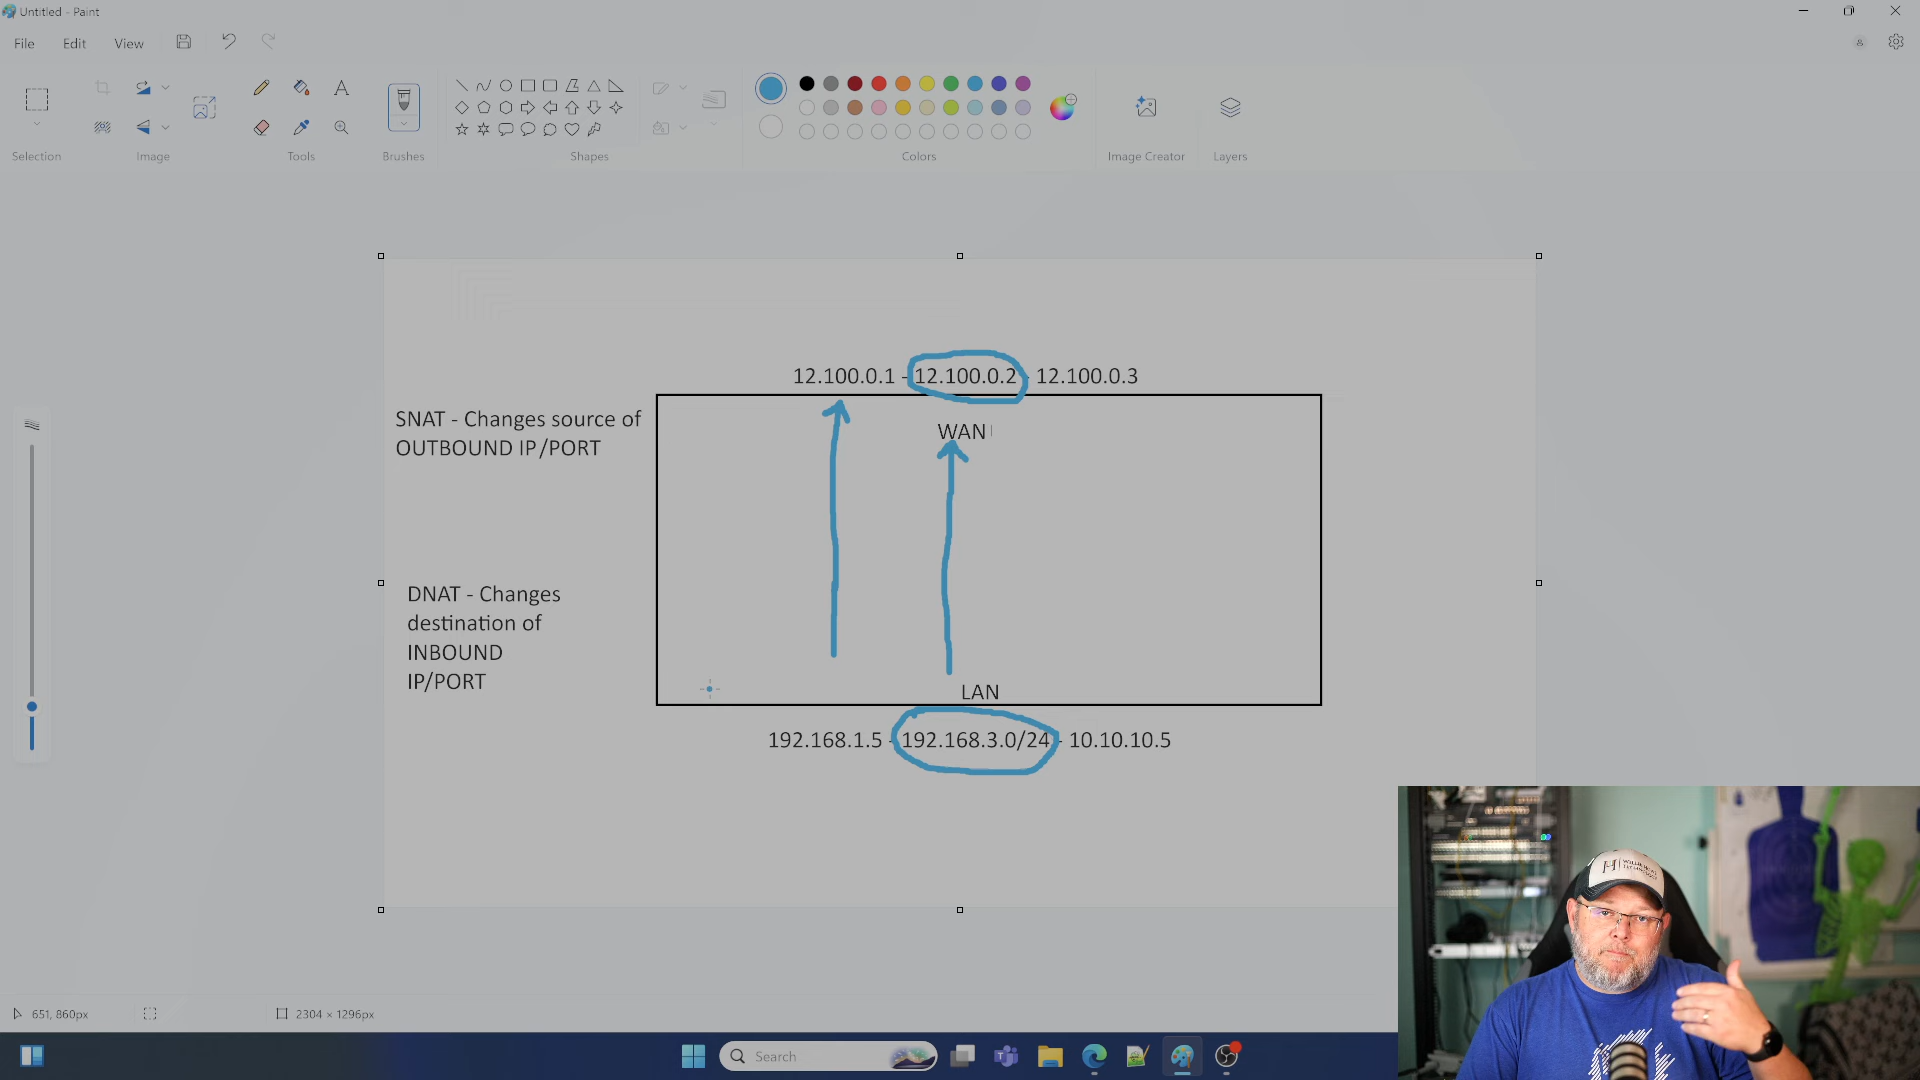 Untitled - Paint
File Edit View
Selection Image Tools Brushes Shapes Colors Image Creator Layers
12.100.0.1 - 12.100.0.2 - 12.100.0.3
SNAT - Changes source of
OUTBOUND IP/PORT
WAN
DNAT - Changes
destination of
INBOUND
IP/PORT
LAN
192.168.1.5 - 192.168.3.0/24 - 10.10.10.5
651, 860px 2304 × 1296px
Search